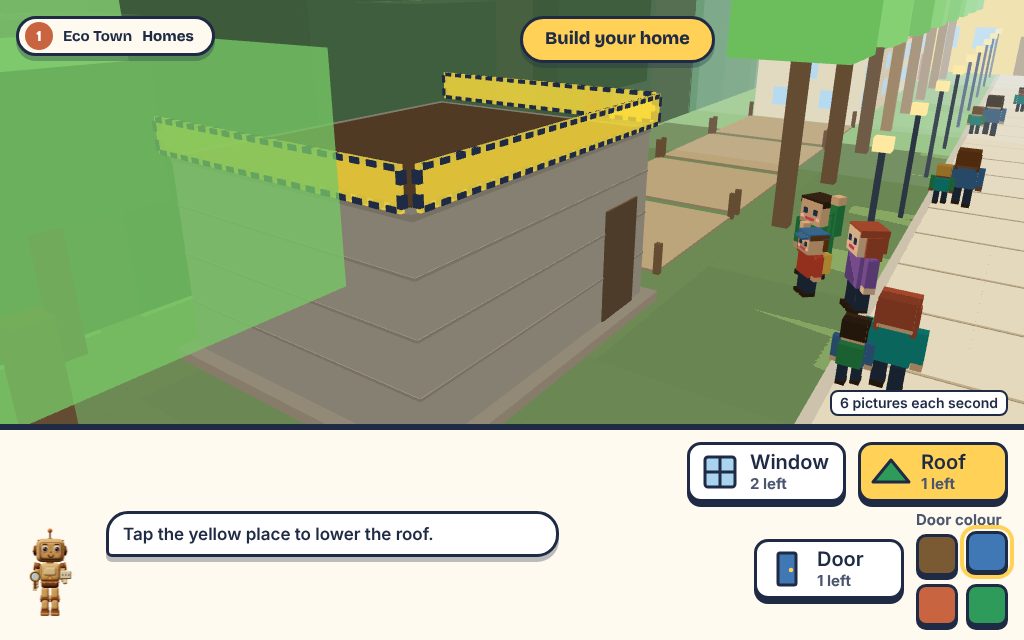 1 Eco Town Homes
Build your home
6 pictures each second
Window
2 left
Roof
1 left
Tap the yellow place to lower the roof.
Door colour
Door
1 left